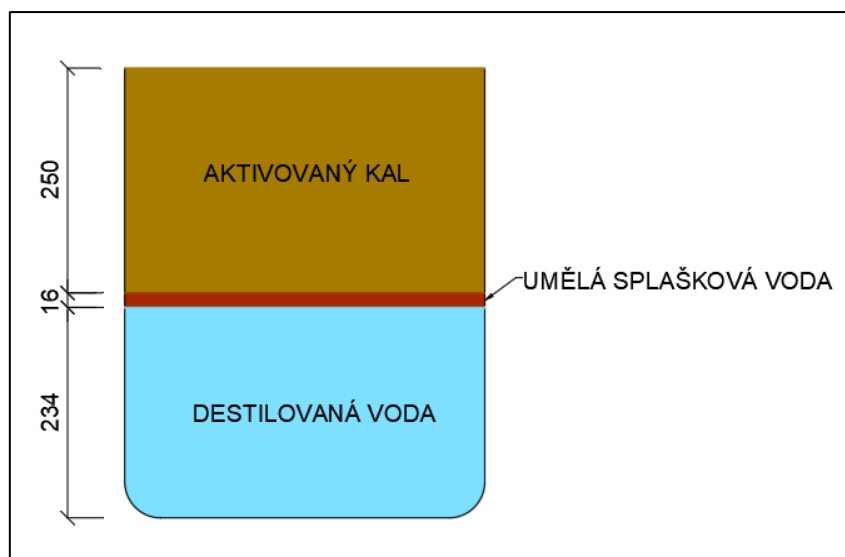 250
AKTIVOVANÝ KAL
16
UMĚLÁ SPLAŠKOVÁ VODA
234
DESTILOVANÁ VODA